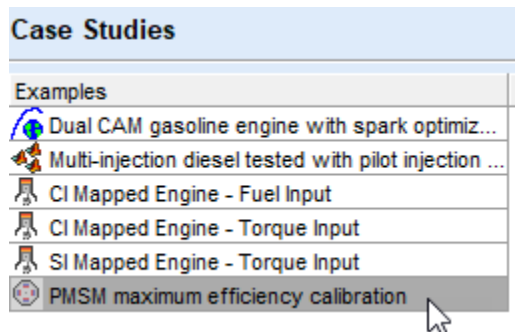 Case Studies
Examples
Dual CAM gasoline engine with spark optimiz...
Multi-injection diesel tested with pilot injection ...
CI Mapped Engine - Fuel Input
CI Mapped Engine - Torque Input
SI Mapped Engine - Torque Input
PMSM maximum efficiency calibration